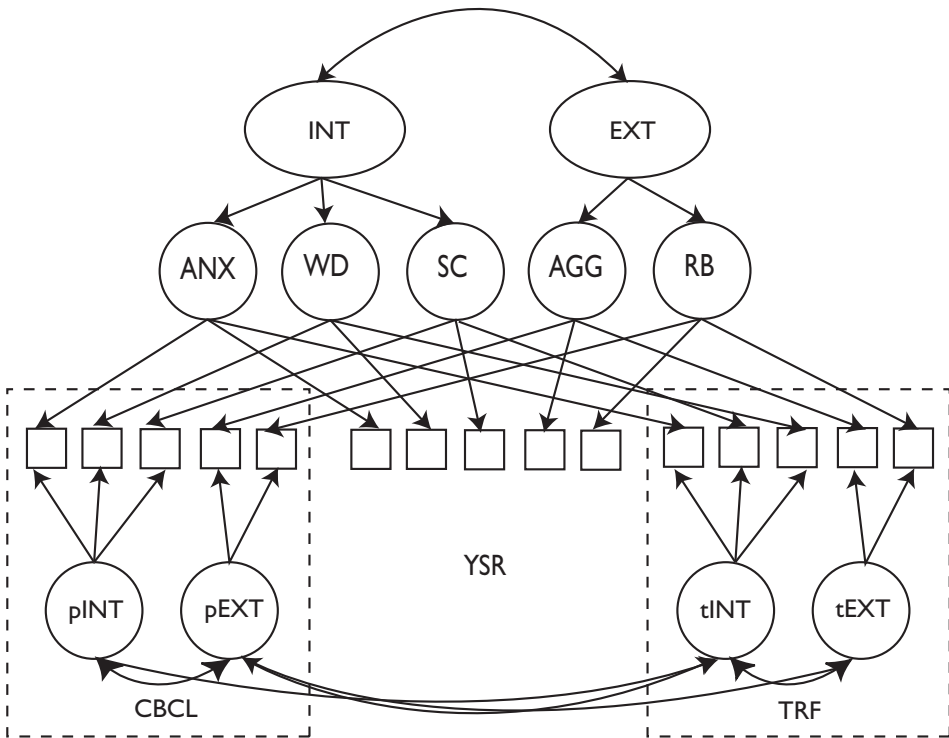 INT
EXT
ANX
WD
SC
AGG
RB
YSR
pINT
pEXT
tINT
tEXT
CBCL
TRF